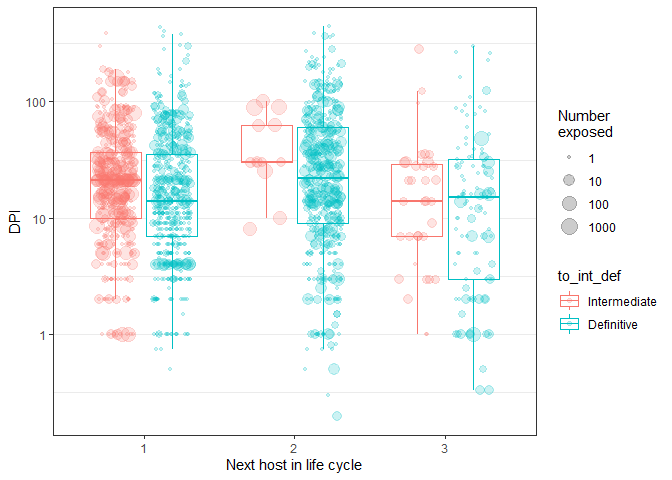 100
10
1
DPI
1
2
3
Next host in life cycle
Number
exposed
1
10
100
1000
to_int_def
Intermediate
Definitive